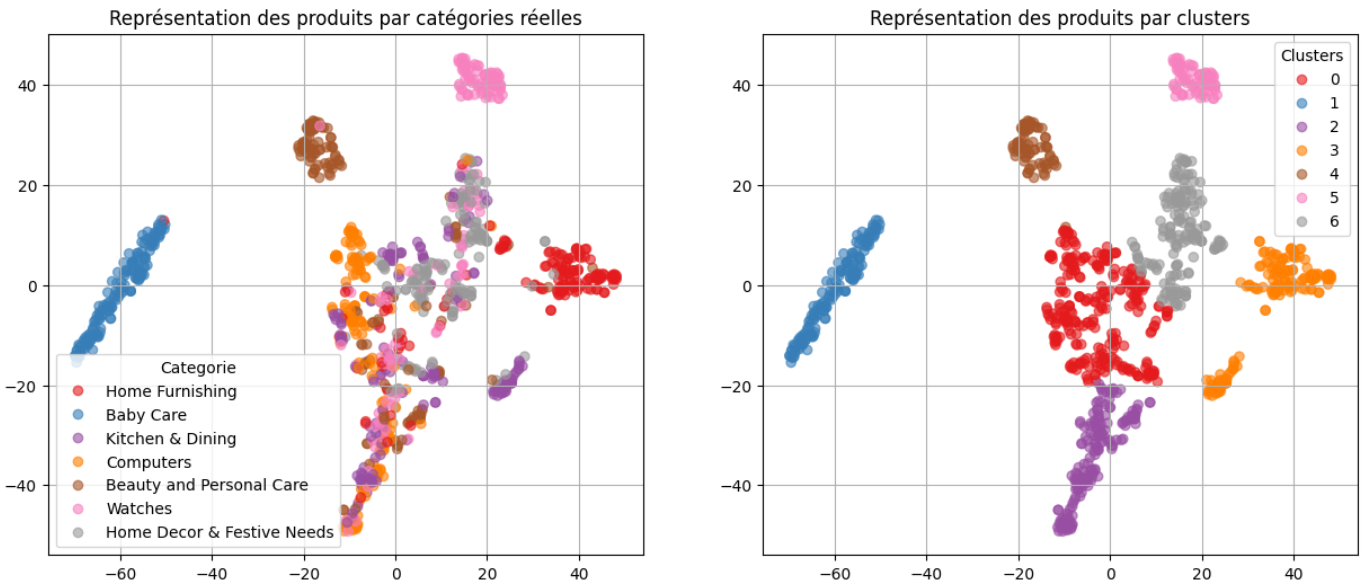 Représentation des produits par catégories réelles
40
20
0
−20
−40
−60
−40
−20
0
20
40
Categorie
Home Furnishing
Baby Care
Kitchen & Dining
Computers
Beauty and Personal Care
Watches
Home Decor & Festive Needs
Représentation des produits par clusters
40
20
0
−20
−40
−60
−40
−20
0
20
40
Clusters
0
1
2
3
4
5
6